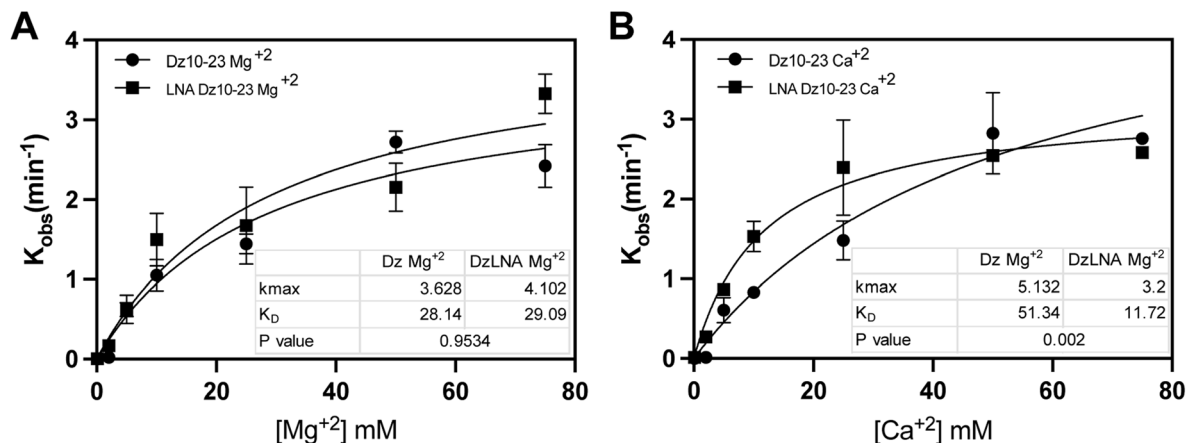 A
4
Dz10-23 Mg+2
LNA Dz10-23 Mg+2
3
2
1
0
Kobs(min-1)
Dz Mg+2 DzLNA Mg+2
kmax 3.628 4.102
KD 28.14 29.09
P value 0.9534
0 20 40 60 80
[Mg+2] mM
B
4
Dz10-23 Ca+2
LNA Dz10-23 Ca+2
3
2
1
0
Kobs(min-1)
Dz Mg+2 DzLNA Mg+2
kmax 5.132 3.2
KD 51.34 11.72
P value 0.002
0 20 40 60 80
[Ca+2] mM